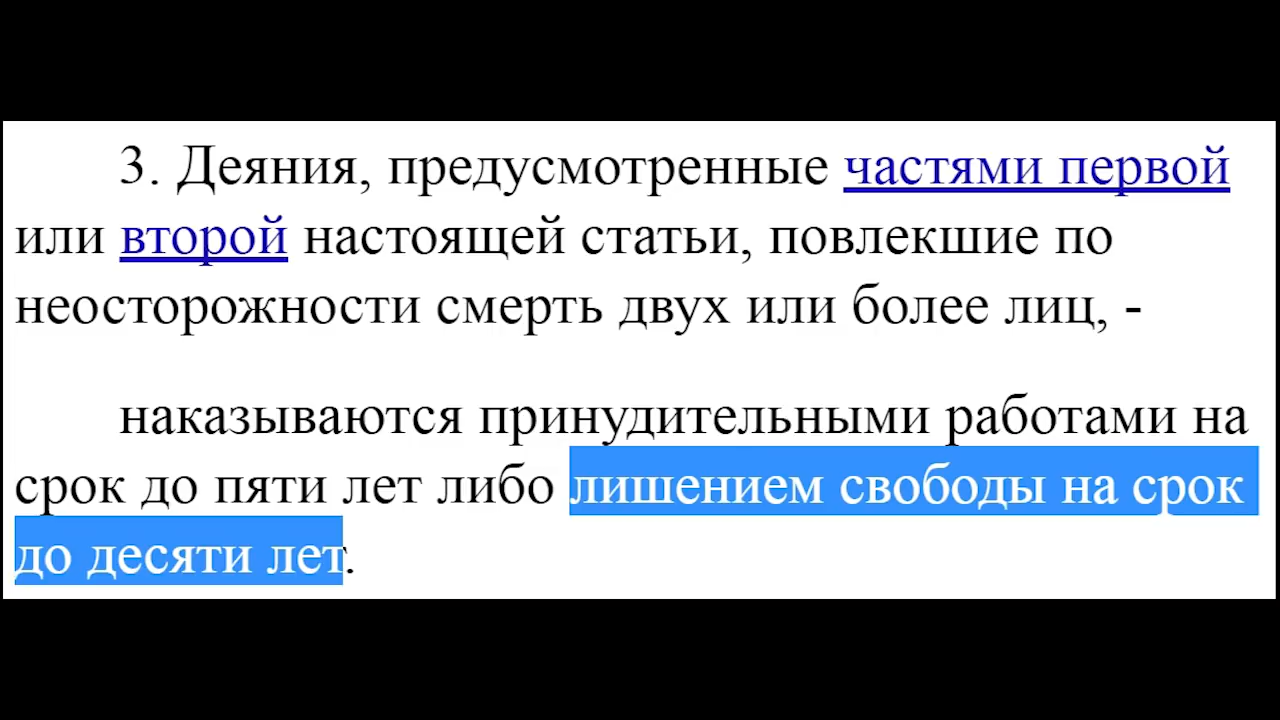 3. Деяния, предусмотренные частями первой
или второй настоящей статьи, повлекшие по
неосторожности смерть двух или более лиц, -
наказываются принудительными работами на
срок до пяти лет либо лишением свободы на срок
до десяти лет.